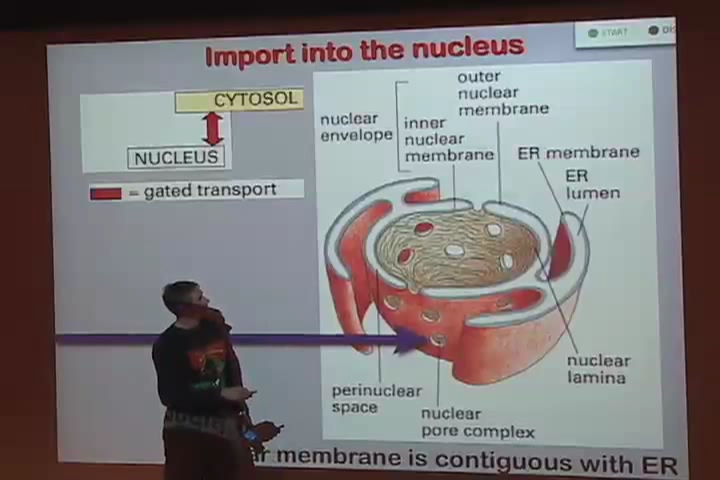 Import into the nucleus
START
CYTOSOL
NUCLEUS
= gated transport
nuclear
envelope
outer
nuclear
membrane
inner
nuclear
membrane
ER membrane
ER
lumen
nuclear
lamina
perinuclear
space
nuclear
pore complex
membrane is contiguous with ER